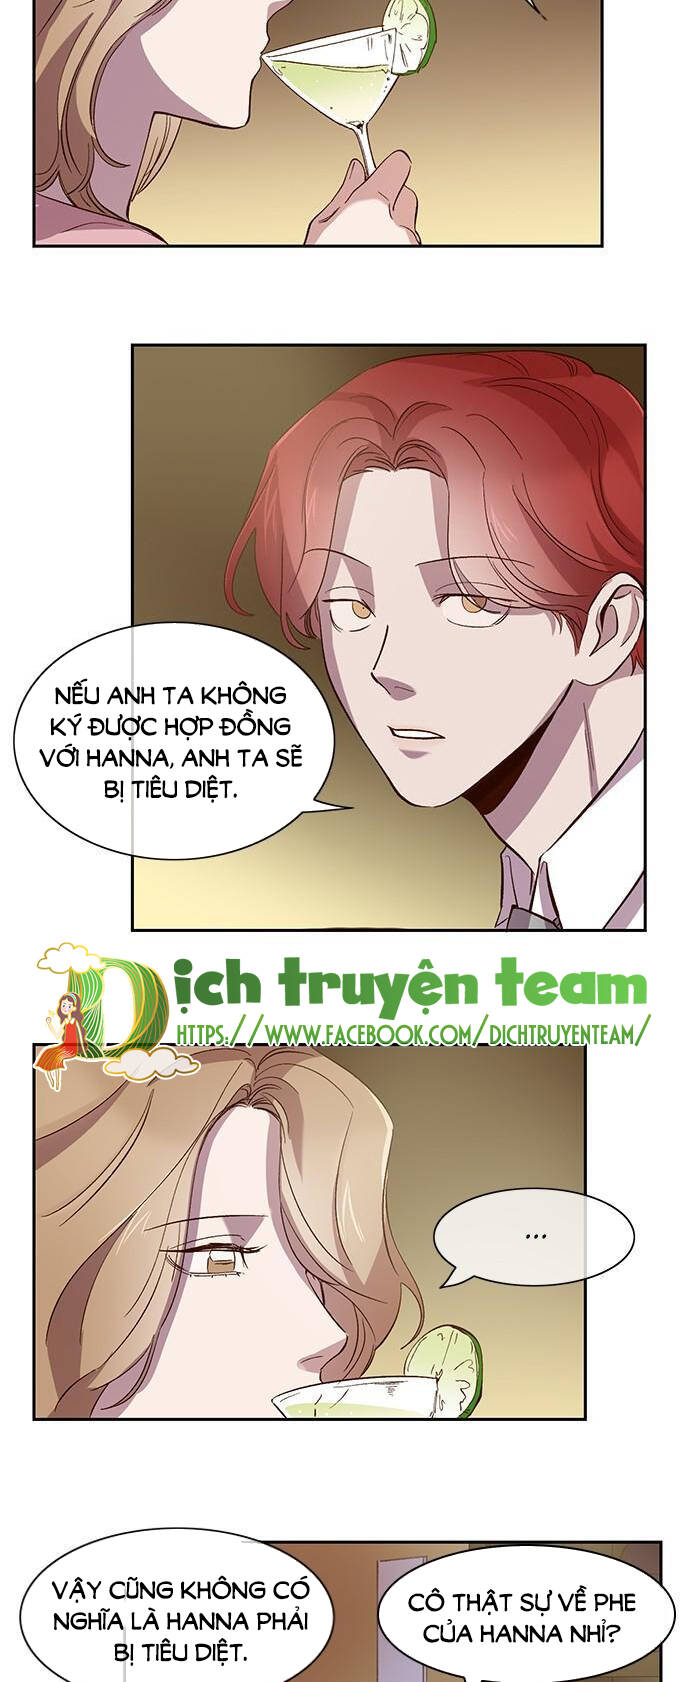 NẾU ANH TA KHÔNG
KÝ ĐƯỢC HỢP ĐỒNG
VỚI HANNA, ANH TA SẼ
BỊ TIÊU DIỆT.
Dịch truyện team
HTTPS://WWW.FACEBOOK.COM/DICHTRUYENTEAM/
...
VẬY CŨNG KHÔNG CÓ
NGHĨA LÀ HANNA PHẢI
BỊ TIÊU DIỆT.
CÔ THẬT SỰ VỀ PHE
CỦA HANNA NHỈ?